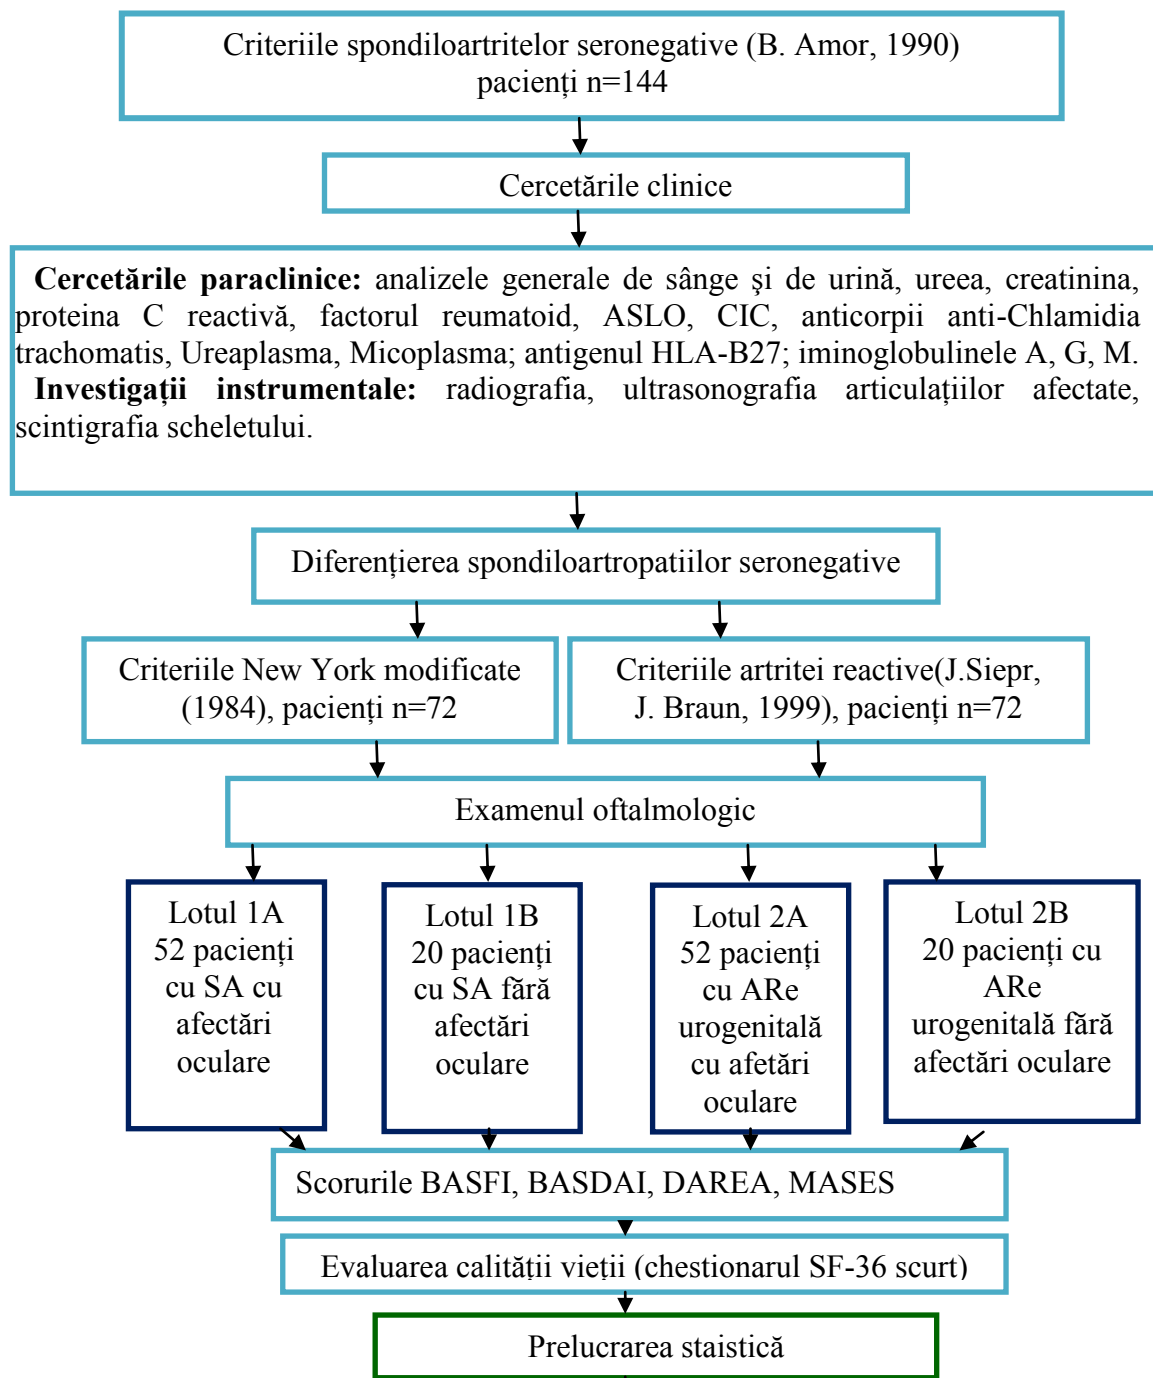 Criteriile spondiloartritelor seronegative (B. Amor, 1990)
pacienți n=144
Cercetările clinice
Cercetările paraclinice: analizele generale de sânge şi de urină, ureea, creatinina,
proteina C reactivă, factorul reumatoid, ASLO, CIC, anticorpii anti-Chlamidia
trachomatis, Ureaplasma, Micoplasma; antigenul HLA-B27; iminoglobulinele A, G, M.
Investigații instrumentale: radiografia, ultrasonografia articulațiilor afectate,
scintigrafia scheletului.
Diferențierea spondiloartropatiilor seronegative
Criteriile New York modificate
(1984), pacienți n=72
Criteriile artritei reactive(J.Siepr,
J. Braun, 1999), pacienți n=72
Examenul oftalmologic
Lotul 1A
52 pacienți
cu SA cu
afectări
oculare
Lotul 1B
20 pacienți
cu SA fără
afectări
oculare
Lotul 2A
52 pacienți
cu ARe
urogenitală
cu afetări
oculare
Lotul 2B
20 pacienți cu
ARe
urogenitală fără
afectări oculare
Scorurile BASFI, BASDAI, DAREA, MASES
Evaluarea calității vieții (chestionarul SF-36 scurt)
Prelucrarea staistică